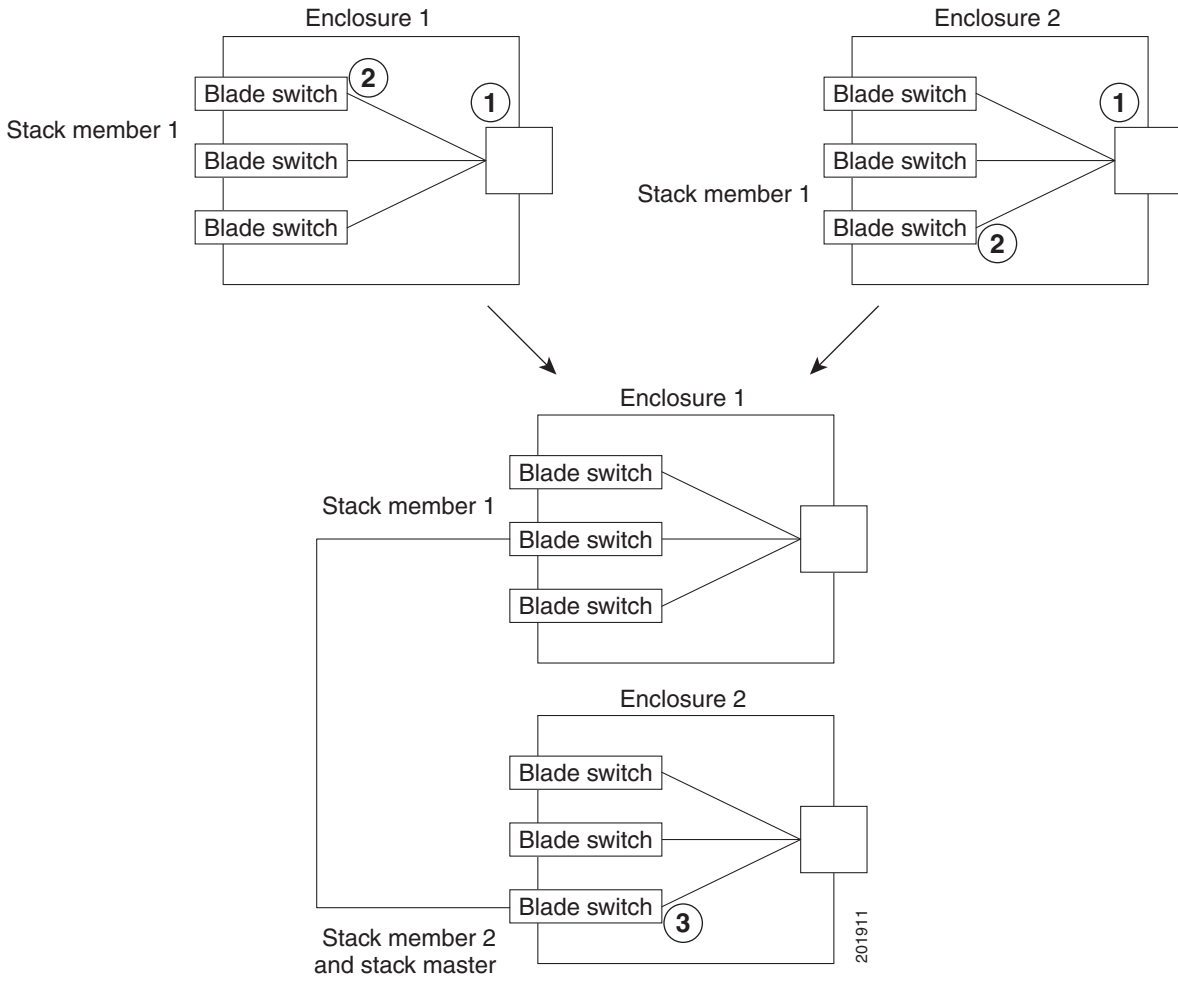 Enclosure 1
Blade switch
2
1
Stack member 1
Blade switch
Blade switch
Enclosure 2
Blade switch
1
Blade switch
Stack member 1
Blade switch
2
Enclosure 1
Blade switch
Stack member 1
Blade switch
Blade switch
Enclosure 2
Blade switch
Blade switch
Blade switch
3
Stack member 2
and stack master
201911